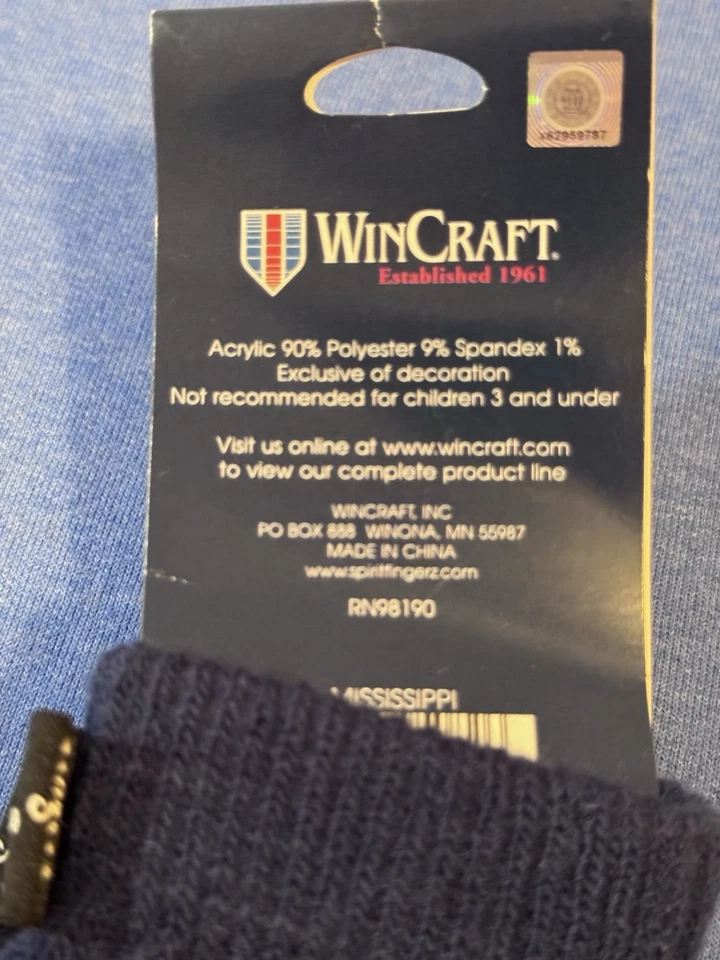 x62959787
WINCRAFT.
Established 1961
Acrylic 90% Polyester 9% Spandex 1%
Exclusive of decoration
Not recommended for children 3 and under
Visit us online at www.wincraft.com
to view our complete product line
WINCRAFT, INC
PO BOX 888 WINONA, MN 55987
MADE IN CHINA
www.spiritfingerz.com
RN98190
MISSISSIPPI